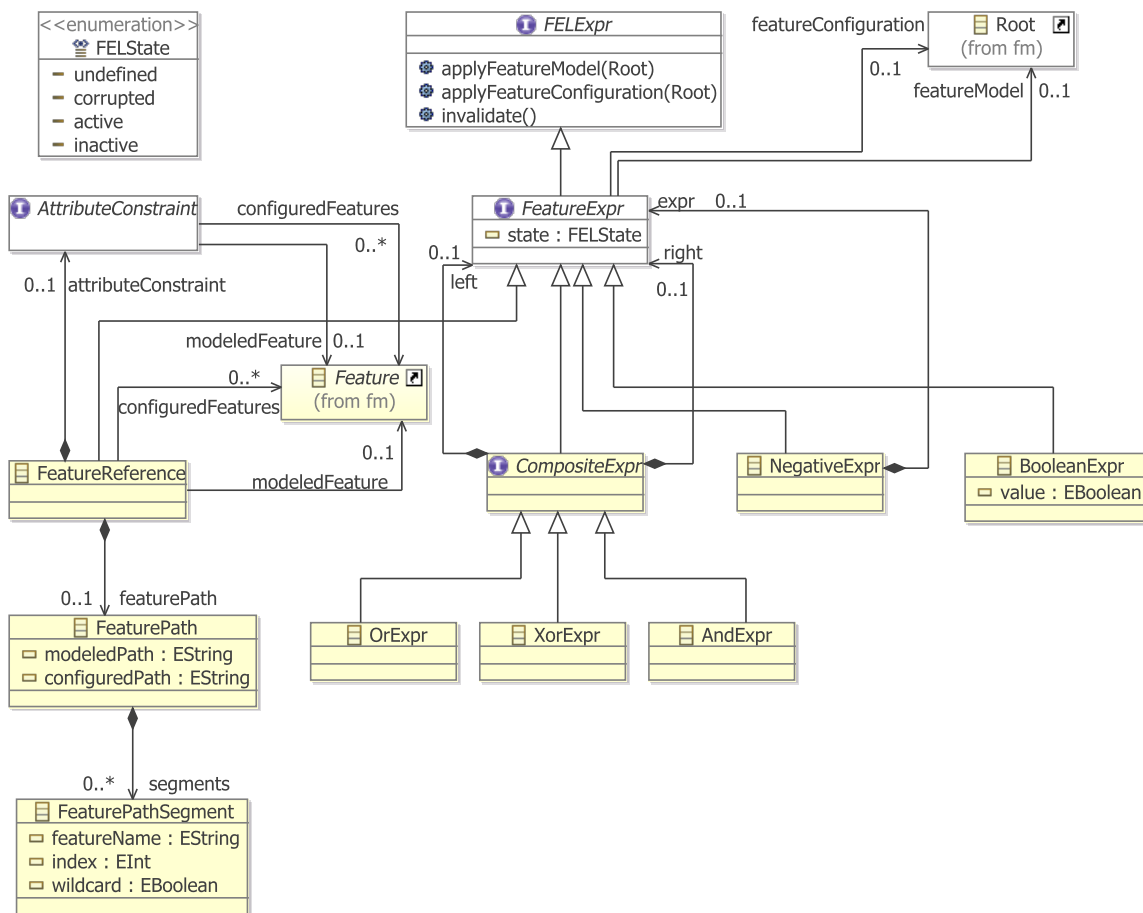 <<enumeration>>
FELState
undefined
corrupted
active
inactive
FELExpr
applyFeatureModel(Root)
applyFeatureConfiguration(Root)
invalidate()
featureConfiguration
0..1
Root
(from fm)
featureModel
0..1
AttributeConstraint
configuredFeatures
0..*
FeatureExpr
state : FELState
expr
0..1
0..1
left
right
0..1
0..1
attributeConstraint
modeledFeature
0..1
0..*
configuredFeatures
Feature
(from fm)
0..1
modeledFeature
FeatureReference
CompositeExpr
NegativeExpr
BooleanExpr
value : EBoolean
0..1
featurePath
FeaturePath
modeledPath : EString
configuredPath : EString
OrExpr
XorExpr
AndExpr
0..*
segments
FeaturePathSegment
featureName : EString
index : EInt
wildcard : EBoolean